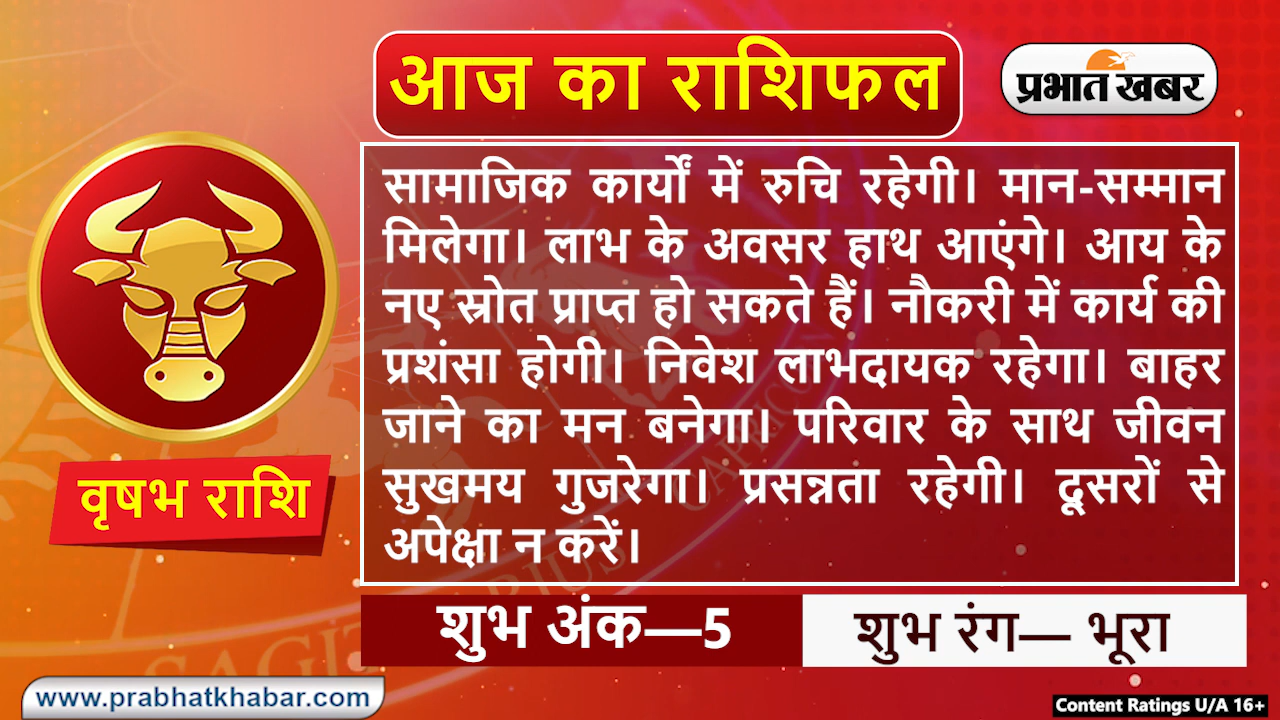 आज का राशिफल
प्रभात खबर
सामाजिक कार्यों में रुचि रहेगी। मान-सम्मान
मिलेगा। लाभ के अवसर हाथ आएंगे। आय के
नए स्रोत प्राप्त हो सकते हैं। नौकरी में कार्य की
प्रशंसा होगी। निवेश लाभदायक रहेगा। बाहर
जाने का मन बनेगा। परिवार के साथ जीवन
सुखमय गुजरेगा। प्रसन्नता रहेगी। दूसरों से
अपेक्षा न करें।
वृषभ राशि
शुभ अंक—5
शुभ रंग— भूरा
www.prabhatkhabar.com
Content Ratings U/A 16+